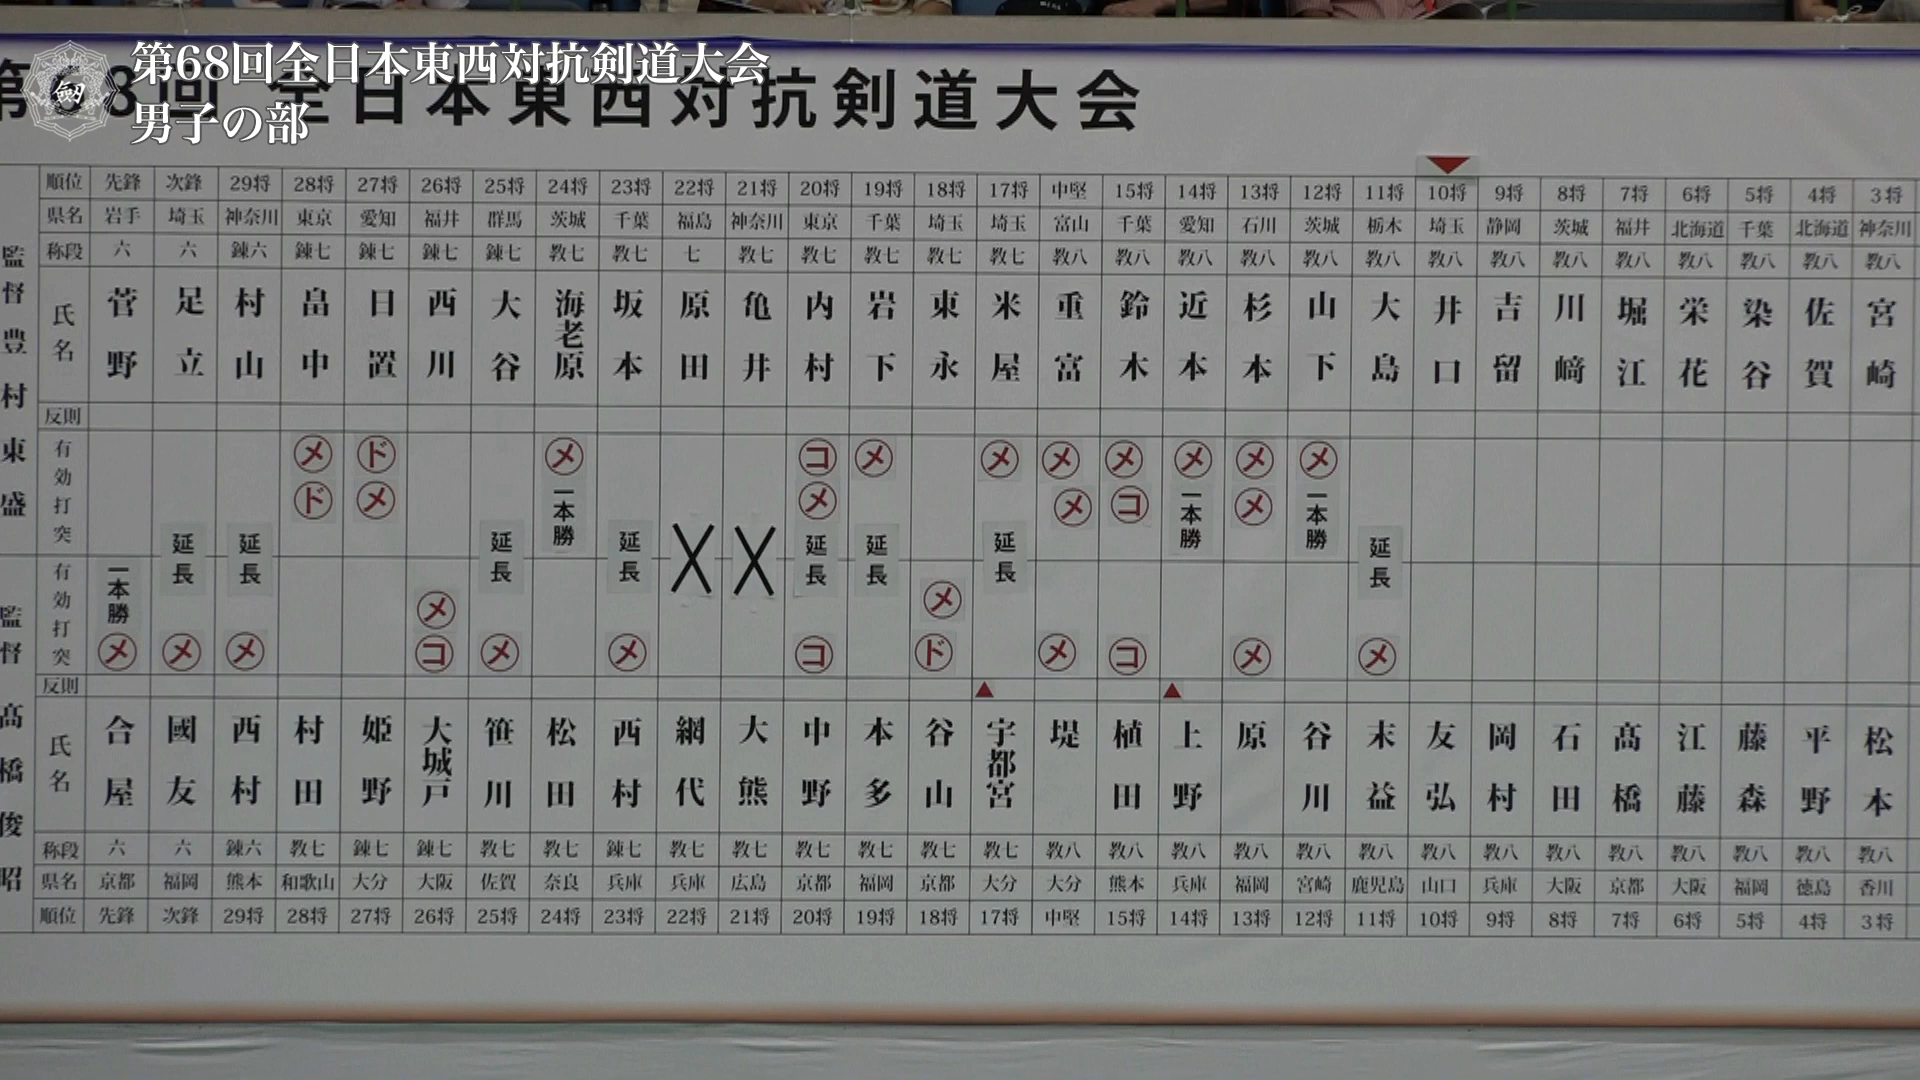 第68回全日本東西対抗剣道大会
男子の部
全日本東西対抗剣道大会
順位 先鋒 次鋒 29将 28将 27将 26将 25将 24将 23将 22将 21将 20将 19将 18将 17将 中堅 15将 14将 13将 12将 11将 10将 9将 8将 7将 6将 5将 4将 3将
県名 岩手 埼玉 神奈川 東京 愛知 福井 群馬 茨城 千葉 福島 神奈川 東京 千葉 埼玉 埼玉 富山 千葉 愛知 石川 茨城 栃木 埼玉 静岡 茨城 福井 北海道 千葉 北海道 神奈川
称段 六 六 錬六 錬七 錬七 錬七 錬七 教七 教七 七 教七 教七 教七 教七 教七 教八 教八 教八 教八 教八 教八 教八 教八 教八 教八 教八 教八 教八 教八
氏名 菅野 足立 村山 畠中 日置 西川 大谷 海老原 坂本 原田 亀井 内村 岩下 東永 米屋 重富 鈴木 近本 杉本 山下 大島 井口 吉留 川﨑 堀江 栄花 染谷 佐賀 宮崎
反則
監督 豊村東盛
有効打突 メ ド メ コ メ メ メ メ メ メ メ
ド メ 一本勝 メ メ コ 一本勝 メ 一本勝
延長 延長 延長 延長 延長 延長 延長 延長
有効打突 一本勝 メ メ
メ メ メ コ メ メ コ ド メ コ メ メ
反則
監督 髙橋俊昭
氏名 合屋 國友 西村 村田 姫野 大城戸 笹川 松田 西村 網代 大熊 中野 本多 谷山 宇都宮 堤 植田 上野 原 谷川 末益 友弘 岡村 石田 髙橋 江藤 藤森 平野 松本
称段 六 六 錬六 教七 錬七 錬七 教七 教七 錬七 教七 教七 教七 教七 教七 教七 教八 教八 教八 教八 教八 教八 教八 教八 教八 教八 教八 教八 教八 教八
県名 京都 福岡 熊本 和歌山 大分 大阪 佐賀 奈良 兵庫 兵庫 広島 京都 福岡 京都 大分 大分 熊本 兵庫 福岡 宮崎 鹿児島 山口 兵庫 大阪 京都 大阪 福岡 徳島 香川
順位 先鋒 次鋒 29将 28将 27将 26将 25将 24将 23将 22将 21将 20将 19将 18将 17将 中堅 15将 14将 13将 12将 11将 10将 9将 8将 7将 6将 5将 4将 3将